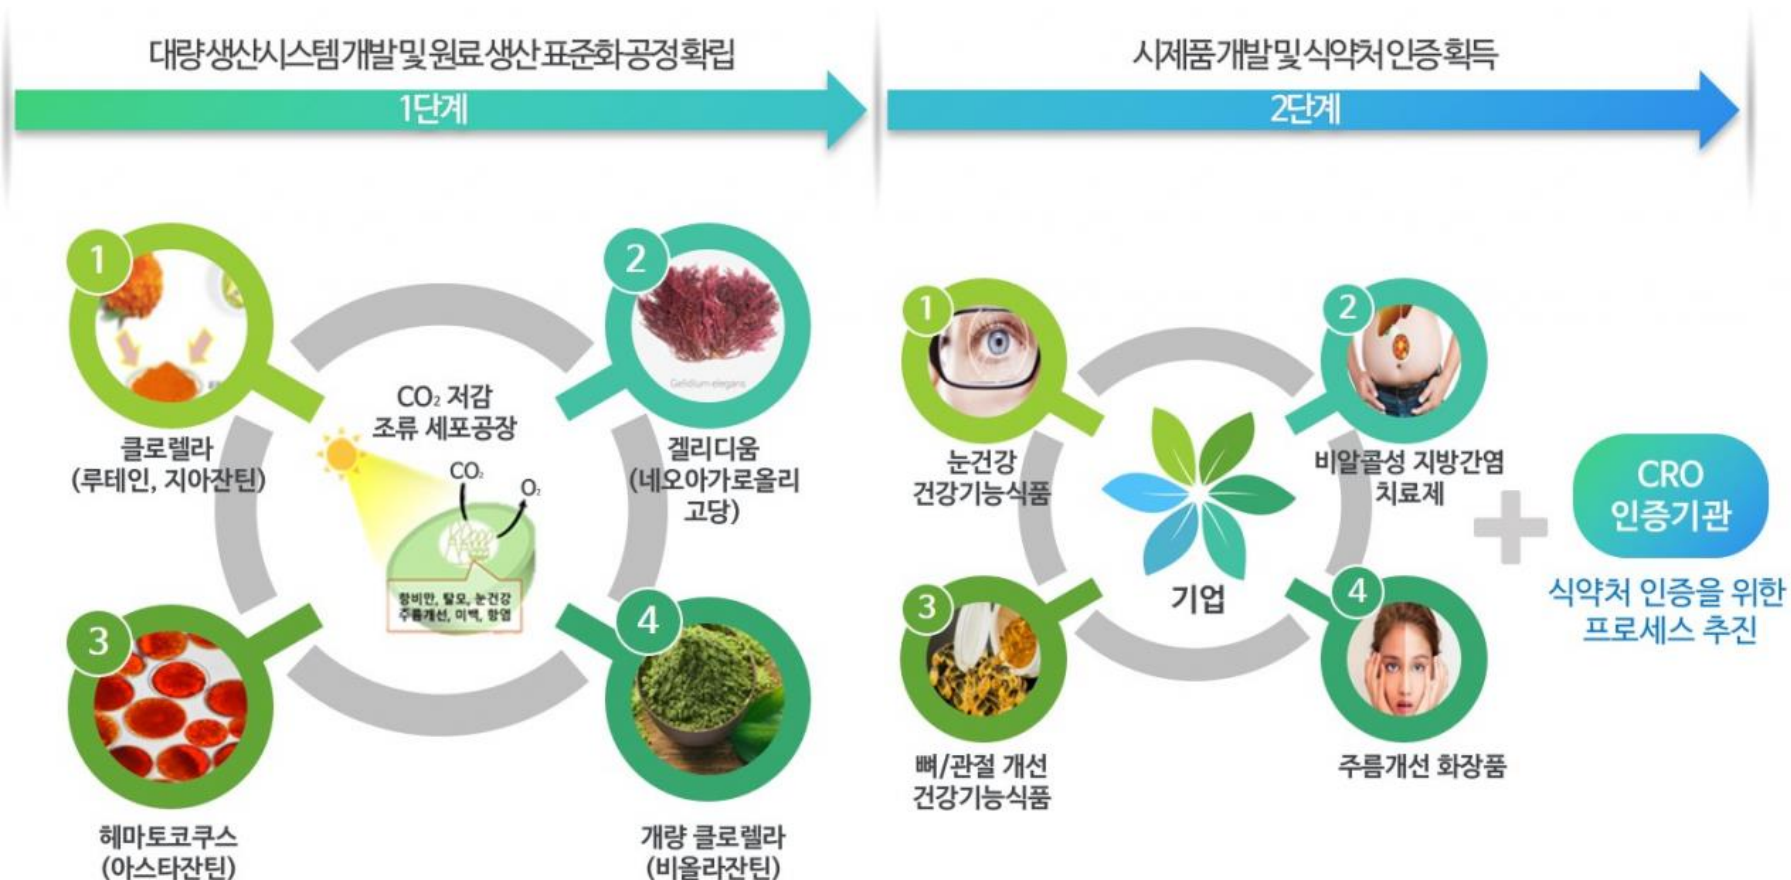 대량 생산시스템 개발 및 원료 생산 표준화 공정 확립
1단계
시제품 개발 및 식약처 인증 획득
2단계
1
클로렐라
(루테인, 지아잔틴)
2
Gelidium elegans
겔리디움
(네오아가로올리
고당)
CO₂ 저감
조류 세포공장
CO₂
O₂
항비만, 탈모, 눈건강
주름개선, 미백, 항염
3
헤마토코쿠스
(아스타잔틴)
4
개량 클로렐라
(비올라잔틴)
1
눈건강
건강기능식품
2
비알콜성 지방간염
치료제
기업
3
뼈/관절 개선
건강기능식품
4
주름개선 화장품
CRO
인증기관
식약처 인증을 위한
프로세스 추진